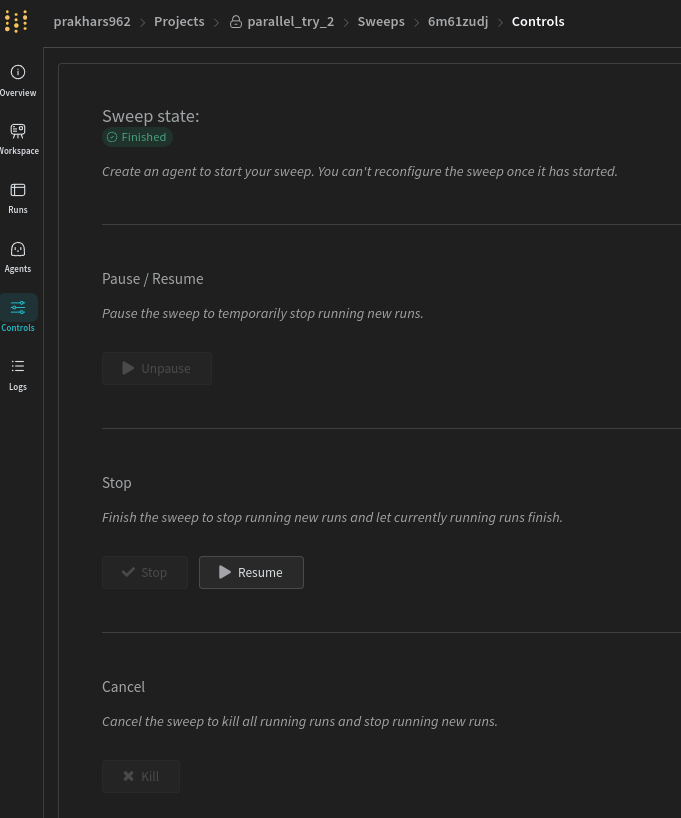 prakhars962 Projects parallel_try_2 Sweeps 6m61zudj Controls
Overview
Workspace
Runs
Agents
Controls
Logs
Sweep state:
Finished
Create an agent to start your sweep. You can't reconfigure the sweep once it has started.
Pause / Resume
Pause the sweep to temporarily stop running new runs.
Unpause
Stop
Finish the sweep to stop running new runs and let currently running runs finish.
Stop Resume
Cancel
Cancel the sweep to kill all running runs and stop running new runs.
Kill